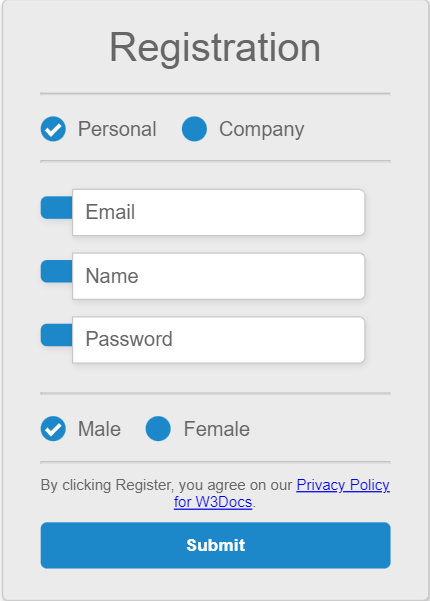 Registration
Personal Company
Email
Name
Password
Male Female
By clicking Register, you agree on our Privacy Policy
for W3Docs.
Submit